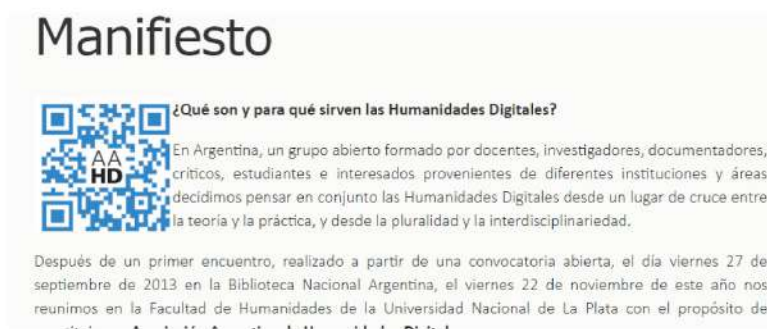 Manifiesto
¿Qué son y para qué sirven las Humanidades Digitales?
AA
HD
En Argentina, un grupo abierto formado por docentes, investigadores, documentadores,
críticos, estudiantes e interesados provenientes de diferentes instituciones y áreas
decidimos pensar en conjunto las Humanidades Digitales desde un lugar de cruce entre
la teoría y la práctica, y desde la pluralidad y la interdisciplinariedad.
Después de un primer encuentro, realizado a partir de una convocatoria abierta, el día viernes 27 de
septiembre de 2013 en la Biblioteca Nacional Argentina, el viernes 22 de noviembre de este año nos
reunimos en la Facultad de Humanidades de la Universidad Nacional de La Plata con el propósito de